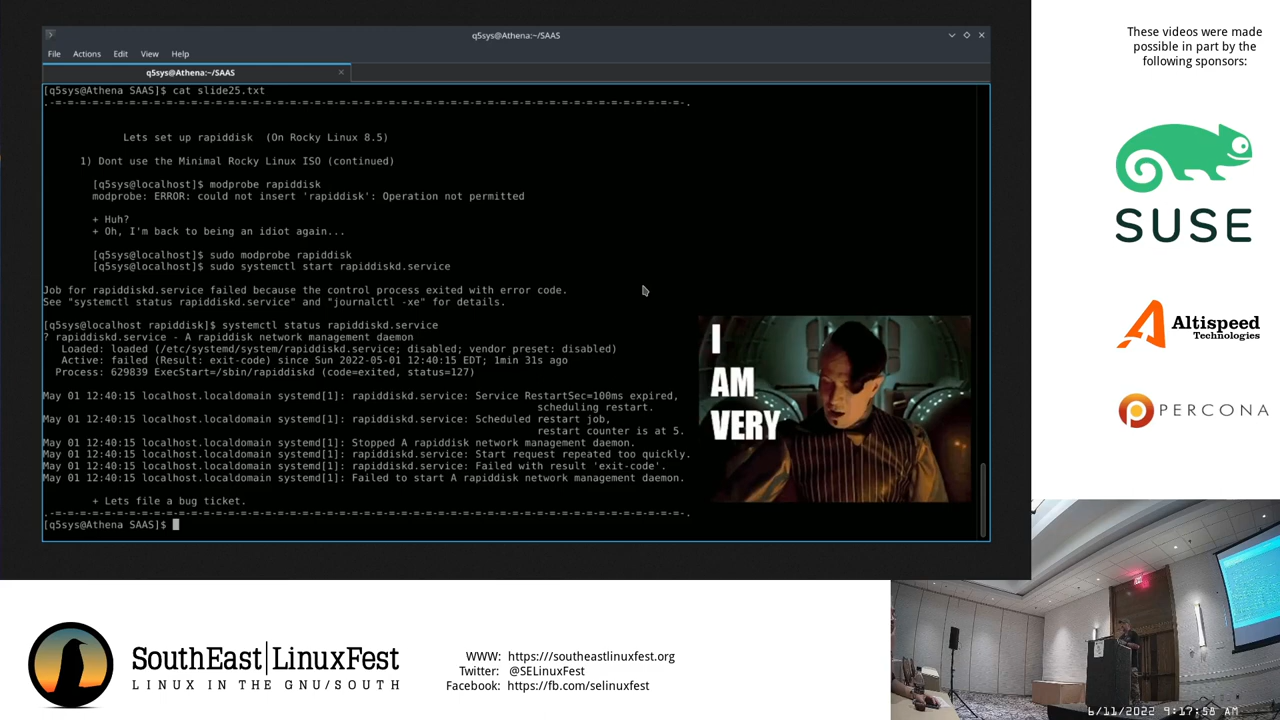 q5sys@Athena:~/SAAS
File Actions Edit View Help
q5sys@Athena:~/SAAS
[q5sys@Athena SAAS]$ cat slide25.txt
.-=-=-=-=-=-=-=-=-=-=-=-=-=-=-=-=-=-=-=-=-=-=-=-=-=-=-=-=-=-=-=-=-=-=-=-=-=-=-=-=-=-=-=-=-=-=-=-=-.
Lets set up rapiddisk (On Rocky Linux 8.5)
1) Dont use the Minimal Rocky Linux ISO (continued)
[q5sys@localhost]$ modprobe rapiddisk
modprobe: ERROR: could not insert 'rapiddisk': Operation not permitted
+ Huh?
+ Oh, I'm back to being an idiot again...
[q5sys@localhost]$ sudo modprobe rapiddisk
[q5sys@localhost]$ sudo systemctl start rapiddiskd.service
Job for rapiddiskd.service failed because the control process exited with error code.
See "systemctl status rapiddiskd.service" and "journalctl -xe" for details.
[q5sys@localhost rapiddisk]$ systemctl status rapiddiskd.service
? rapiddiskd.service - A rapiddisk network management daemon
Loaded: loaded (/etc/systemd/system/rapiddiskd.service; disabled; vendor preset: disabled)
Active: failed (Result: exit-code) since Sun 2022-05-01 12:40:15 EDT; 1min 31s ago
Process: 629839 ExecStart=/sbin/rapiddiskd (code=exited, status=127)
May 01 12:40:15 localhost.localdomain systemd[1]: rapiddiskd.service: Service RestartSec=100ms expired,
scheduling restart.
May 01 12:40:15 localhost.localdomain systemd[1]: rapiddiskd.service: Scheduled restart job,
restart counter is at 5.
May 01 12:40:15 localhost.localdomain systemd[1]: Stopped A rapiddisk network management daemon.
May 01 12:40:15 localhost.localdomain systemd[1]: rapiddiskd.service: Start request repeated too quickly.
May 01 12:40:15 localhost.localdomain systemd[1]: rapiddiskd.service: Failed with result 'exit-code'.
May 01 12:40:15 localhost.localdomain systemd[1]: Failed to start A rapiddisk network management daemon.
+ Lets file a bug ticket.
.-=-=-=-=-=-=-=-=-=-=-=-=-=-=-=-=-=-=-=-=-=-=-=-=-=-=-=-=-=-=-=-=-=-=-=-=-=-=-=-=-=-=-=-=-=-=-=-=-.
[q5sys@Athena SAAS]$
I
AM
VERY
These videos were made
possible in part by the
following sponsors:
SUSE
Altispeed
Technologies
PERCONA
SouthEast LinuxFest
LINUX IN THE GNU/SOUTH
WWW: https:///southeastlinuxfest.org
Twitter: @SELinuxFest
Facebook: https://fb.com/selinuxfest
6/11/2022 9:17:58 AM